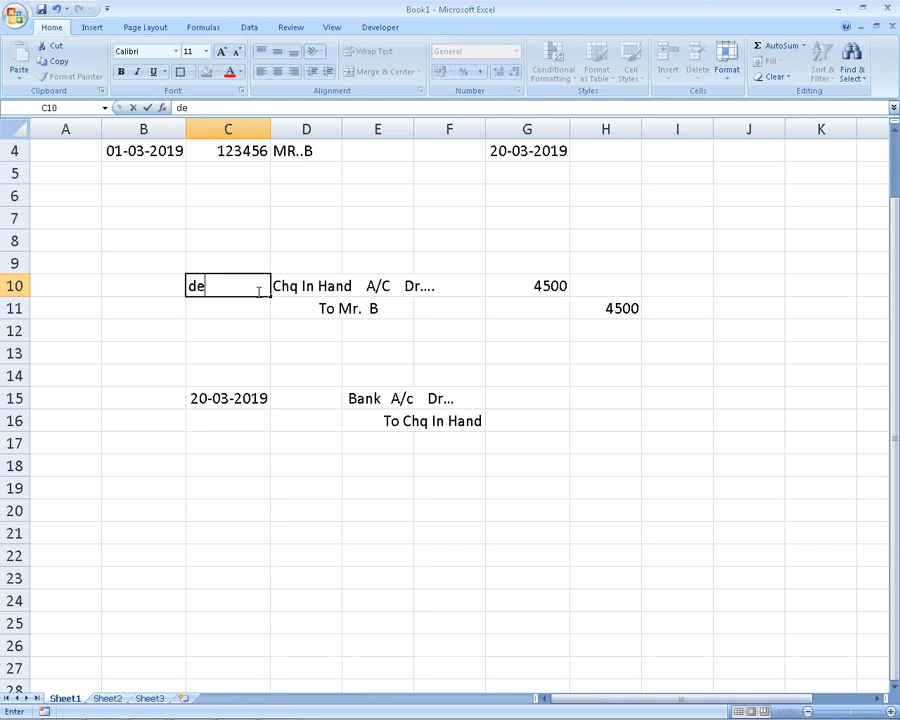 Book1 - Microsoft Excel
Home Insert Page Layout Formulas Data Review View Developer
Paste Cut Copy Format Painter Clipboard
Calibri 11 A A B I U A Font
Wrap Text Merge & Center Alignment
General % , Number
Conditional Formatting Format as Table Cell Styles Styles
Insert Delete Format Cells
Σ AutoSum Fill Clear Sort & Filter Find & Select Editing
C10 fx de
A B C D E F G H I J K
4 01-03-2019 123456 MR..B 20-03-2019
5
6
7
8
9
10 de Chq In Hand A/C Dr.... 4500
11 To Mr. B 4500
12
13
14
15 20-03-2019 Bank A/c Dr...
16 To Chq In Hand
17
18
19
20
21
22
23
24
25
26
27
28
Sheet1 Sheet2 Sheet3
Enter